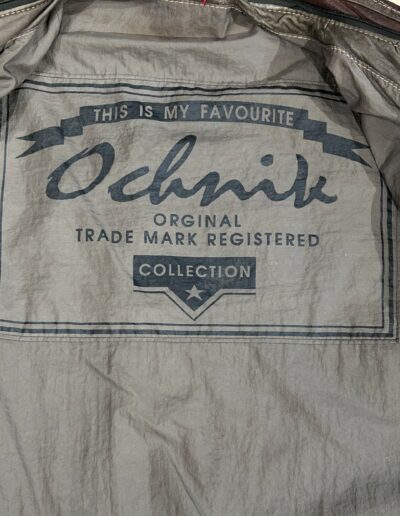 THIS IS MY FAVOURITE
Ochnik
ORGINAL
TRADE MARK REGISTERED
COLLECTION